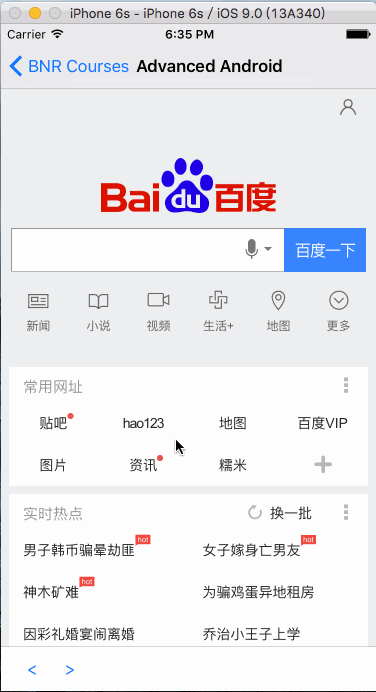 iPhone 6s - iPhone 6s / iOS 9.0 (13A340)
Carrier 6:35 PM
BNR Courses Advanced Android
Bai du 百度
百度一下
新闻 小说 视频 生活+ 地图 更多
常用网址
贴吧 hao123 地图 百度VIP
图片 资讯 糯米
实时热点 换一批
男子韩币骗晕劫匪 hot 女子嫁身亡男友 hot
神木矿难 hot 为骗鸡蛋异地租房
因彩礼婚宴闹离婚 乔治小王子上学
< >